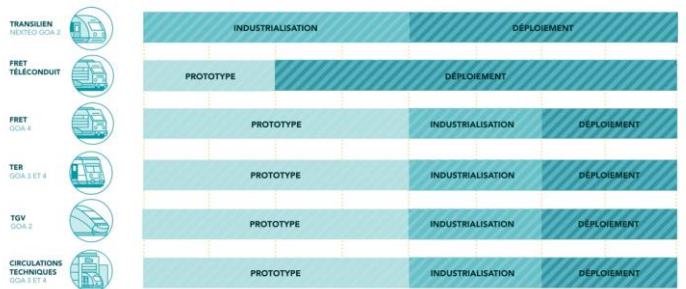 TRANSILIEN
NEXTEO GOA 2
INDUSTRIALISATION
DÉPLOIEMENT
FRET
TÉLÉCONDUIT
PROTOTYPE
DÉPLOIEMENT
FRET
GOA 4
PROTOTYPE
INDUSTRIALISATION
DÉPLOIEMENT
TER
GOA 3 ET 4
PROTOTYPE
INDUSTRIALISATION
DÉPLOIEMENT
TGV
GOA 2
PROTOTYPE
INDUSTRIALISATION
DÉPLOIEMENT
CIRCULATIONS
TECHNIQUES
GOA 3 ET 4
PROTOTYPE
INDUSTRIALISATION
DÉPLOIEMENT